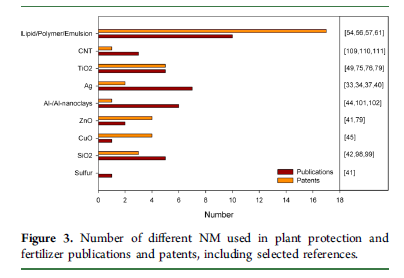 Lipid/Polymer/Emulsion [54,56,57,61]
CNT [109,110,111]
TiO2 [49,75,76,79]
Ag [33,34,37,40]
Al-/Al-nanoclays [44,101,102]
ZnO [41,79]
CuO [45]
SiO2 [42,98,99]
Sulfur [41]
Publications
Patents
0 2 4 6 8 10 12 14 16 18
Number
Figure 3. Number of different NM used in plant protection and
fertilizer publications and patents, including selected references.